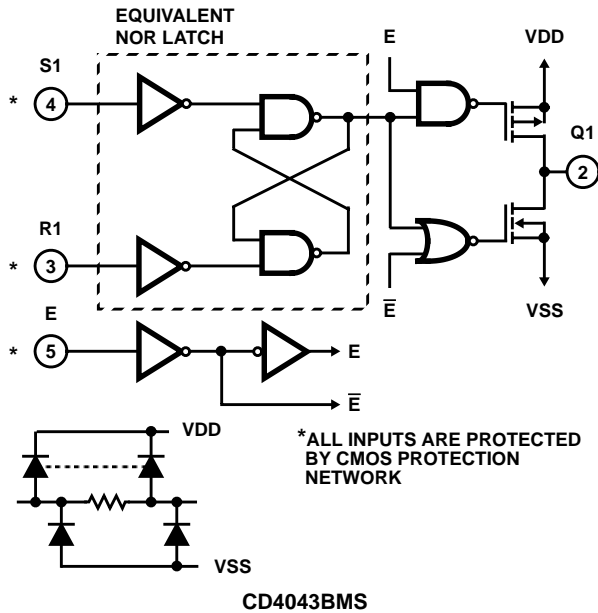 EQUIVALENT
NOR LATCH
E
VDD
S1
* 4
Q1
2
R1
* 3
E
VSS
E
* 5
E
E
VDD
*ALL INPUTS ARE PROTECTED
BY CMOS PROTECTION
NETWORK
VSS
CD4043BMS